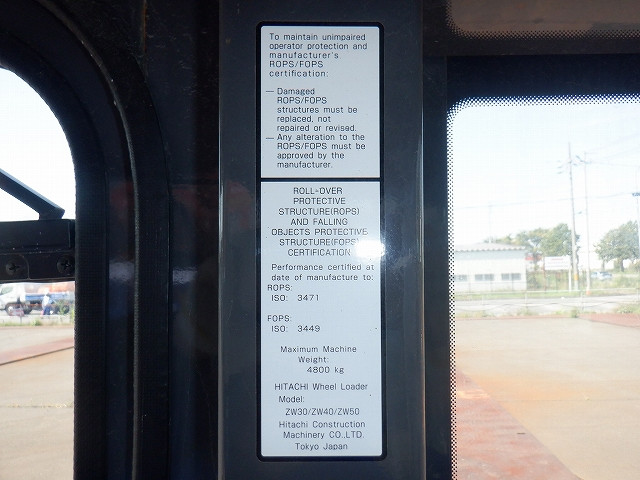 To maintain unimpaired
operator protection and
manufacturer's
ROPS/FOPS
certification:
— Damaged
ROPS/FOPS
structures must be
replaced, not
repaired or revised.
— Any alteration to the
ROPS/FOPS must be
approved by the
manufacturer.
ROLL-OVER
PROTECTIVE
STRUCTURE(ROPS)
AND FALLING
OBJECTS PROTECTIVE
STRUCTURE(FOPS)
CERTIFICATION
Performance certified at
date of manufacture to:
ROPS:
ISO: 3471
FOPS:
ISO: 3449
Maximum Machine
Weight:
4800 kg
HITACHI Wheel Loader
Model:
ZW30/ZW40/ZW50
Hitachi Construction
Machinery CO.,LTD.
Tokyo Japan